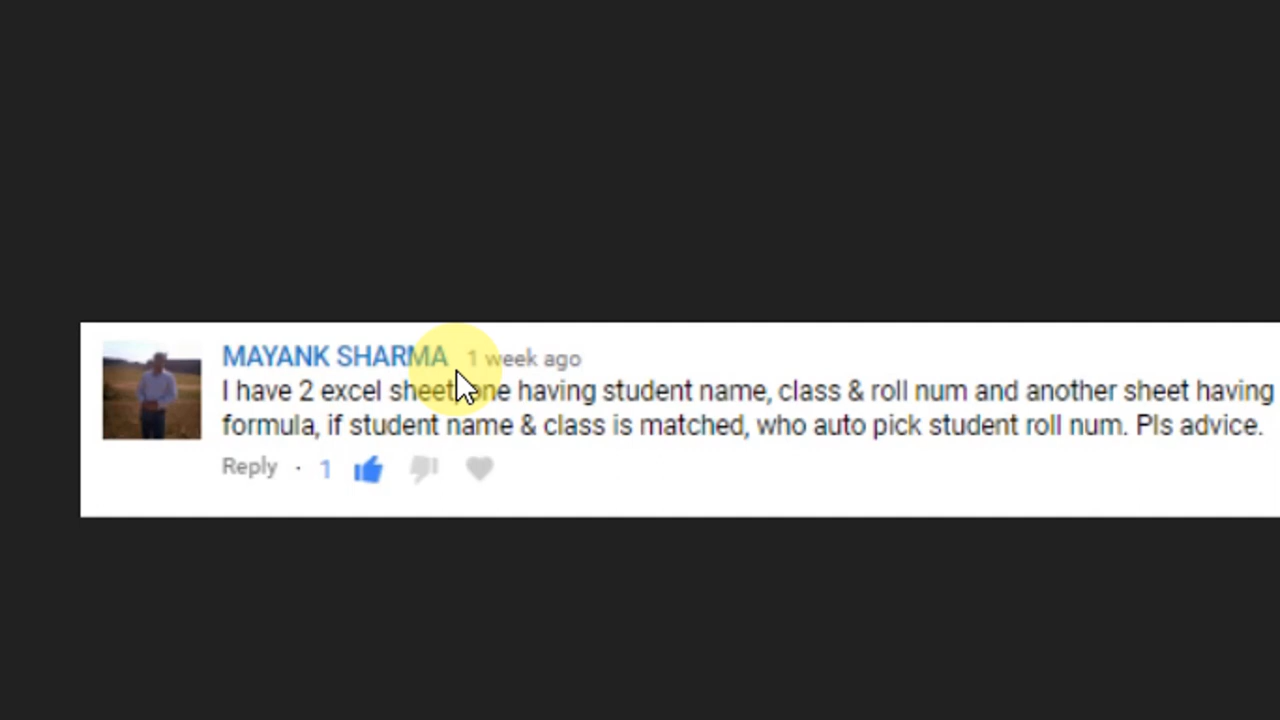 MAYANK SHARMA 1 week ago
I have 2 excel sheet, one having student name, class & roll num and another sheet having
formula, if student name & class is matched, who auto pick student roll num. Pls advice.
Reply · 1